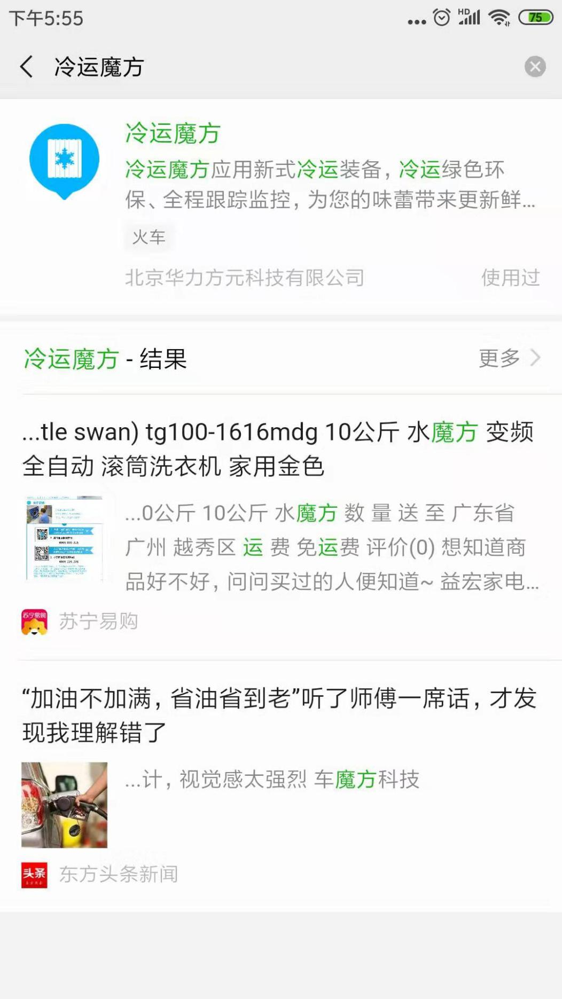 下午5:55
HD
75
冷运魔方
冷运魔方
冷运魔方应用新式冷运装备，冷运绿色环
保、全程跟踪监控，为您的味蕾带来更新鲜...
火车
北京华力方元科技有限公司
使用过
冷运魔方 - 结果
更多
...tle swan) tg100-1616mdg 10公斤 水魔方 变频
全自动 滚筒洗衣机 家用金色
...0公斤 10公斤 水魔方 数 量 送 至 广东省
广州 越秀区 运 费 免运费 评价(0) 想知道商
品好不好，问问买过的人便知道~ 益宏家电...
苏宁易购
苏宁易购
“加油不加满，省油省到老”听了师傅一席话，才发
现我理解错了
...计，视觉感太强烈 车魔方科技
头条
东方头条新闻